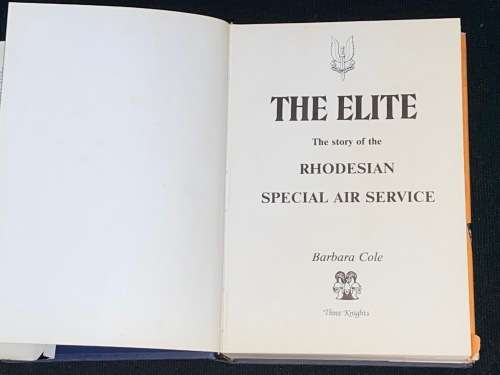 THE ELITE
The story of the
RHODESIAN
SPECIAL AIR SERVICE
Barbara Cole
Three Knights